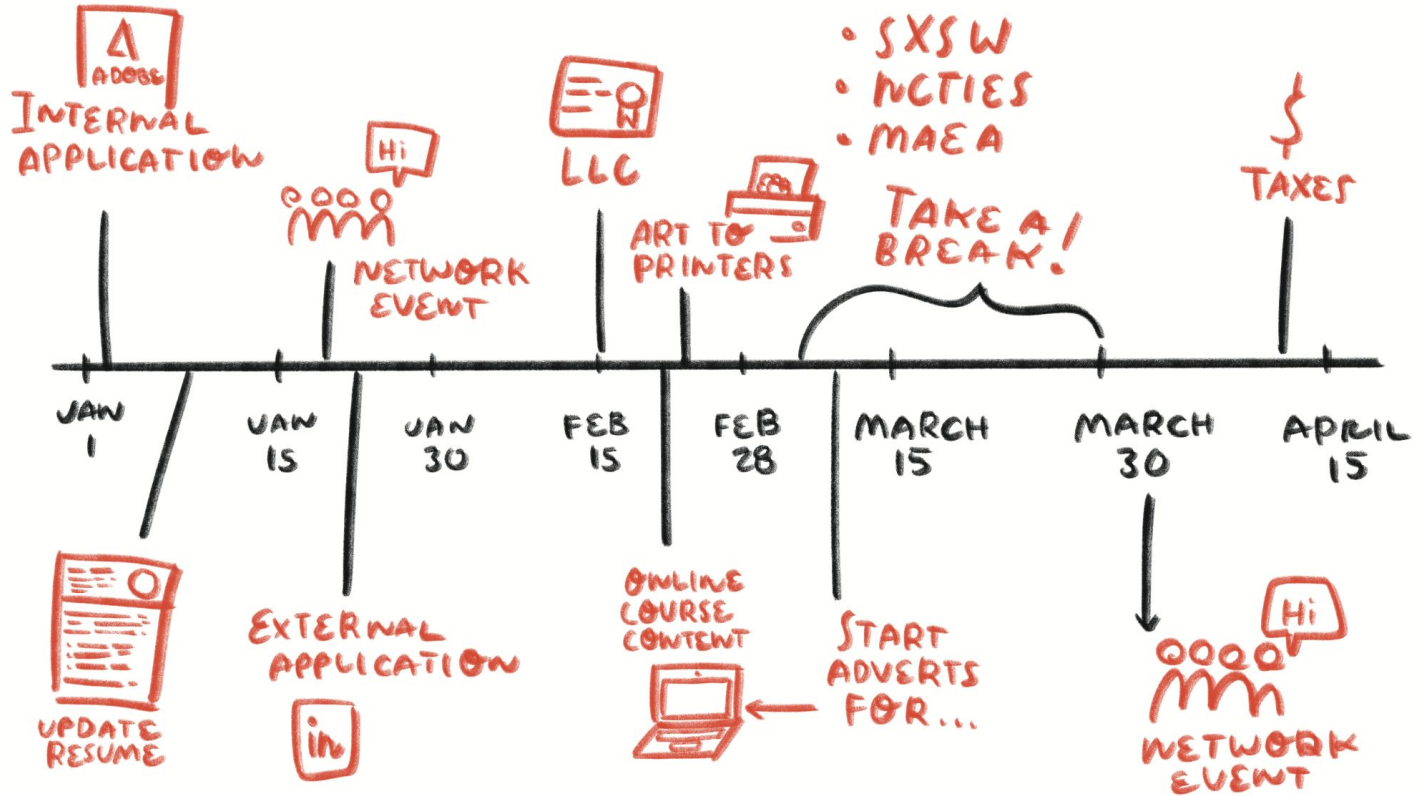 ADOBE
INTERNAL
APPLICATION
Hi
NETWORK
EVENT
LLC
ART TO
PRINTERS
• SXSW
• NCTIES
• MAEA
TAKE A
BREAK!
$
TAXES
JAN
1
JAN
15
JAN
30
FEB
15
FEB
28
MARCH
15
MARCH
30
APRIL
15
UPDATE
RESUME
EXTERNAL
APPLICATION
in
ONLINE
COURSE
CONTENT
START
ADVERTS
FOR...
Hi
NETWORK
EVENT